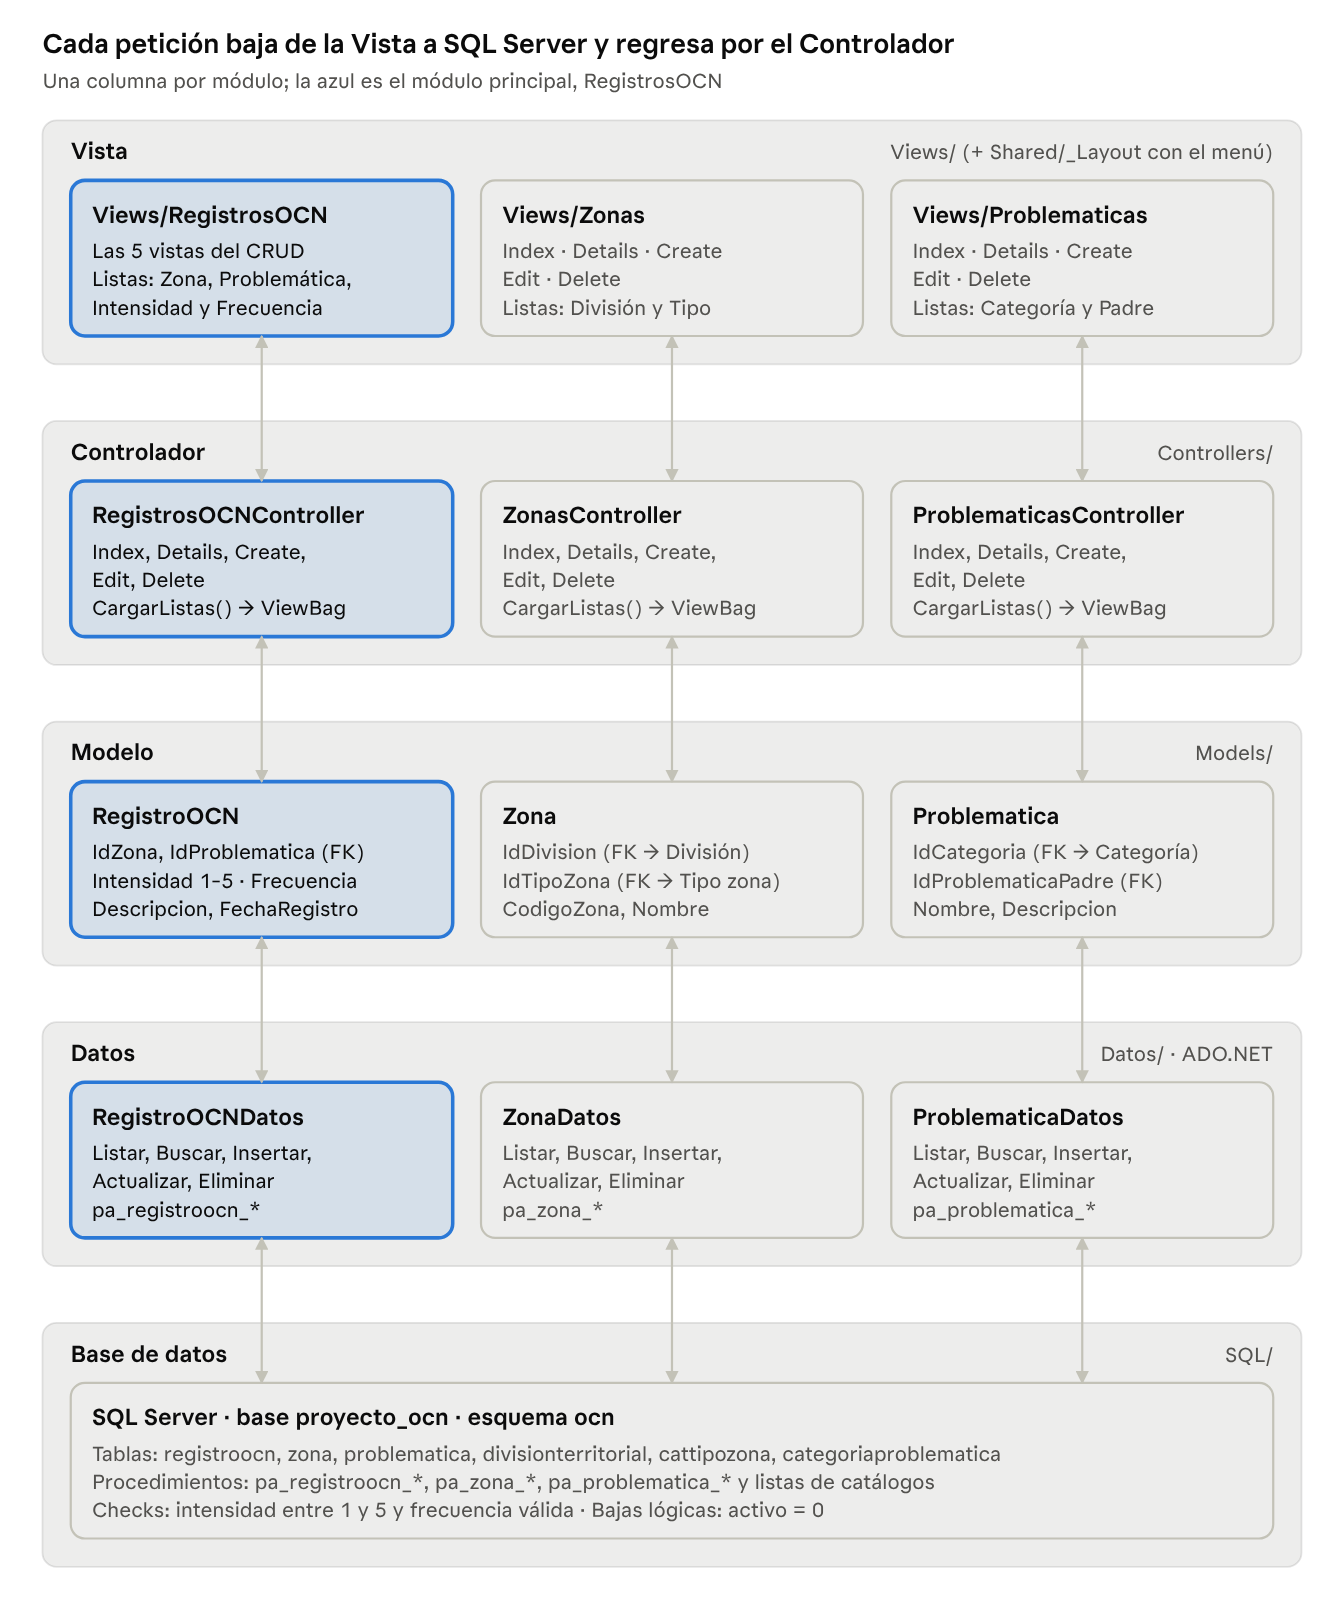 Cada petición baja de la Vista a SQL Server y regresa por el Controlador
Una columna por módulo; la azul es el módulo principal, RegistrosOCN
Vista
Views/ (+ Shared/_Layout con el menú)
Views/RegistrosOCN
Las 5 vistas del CRUD
Listas: Zona, Problemática,
Intensidad y Frecuencia
Views/Zonas
Index · Details · Create
Edit · Delete
Listas: División y Tipo
Views/Problematicas
Index · Details · Create
Edit · Delete
Listas: Categoría y Padre
Controlador
Controllers/
RegistrosOCNController
Index, Details, Create,
Edit, Delete
CargarListas() → ViewBag
ZonasController
Index, Details, Create,
Edit, Delete
CargarListas() → ViewBag
ProblematicasController
Index, Details, Create,
Edit, Delete
CargarListas() → ViewBag
Modelo
Models/
RegistroOCN
IdZona, IdProblematica (FK)
Intensidad 1-5 · Frecuencia
Descripcion, FechaRegistro
Zona
IdDivision (FK → División)
IdTipoZona (FK → Tipo zona)
CodigoZona, Nombre
Problematica
IdCategoria (FK → Categoría)
IdProblematicaPadre (FK)
Nombre, Descripcion
Datos
Datos/ · ADO.NET
RegistroOCNDatos
Listar, Buscar, Insertar,
Actualizar, Eliminar
pa_registroocn_*
ZonaDatos
Listar, Buscar, Insertar,
Actualizar, Eliminar
pa_zona_*
ProblematicaDatos
Listar, Buscar, Insertar,
Actualizar, Eliminar
pa_problematica_*
Base de datos
SQL/
SQL Server · base proyecto_ocn · esquema ocn
Tablas: registroocn, zona, problematica, divisionterritorial, cattipozona, categoriaproblematica
Procedimientos: pa_registroocn_*, pa_zona_*, pa_problematica_* y listas de catálogos
Checks: intensidad entre 1 y 5 y frecuencia válida · Bajas lógicas: activo = 0